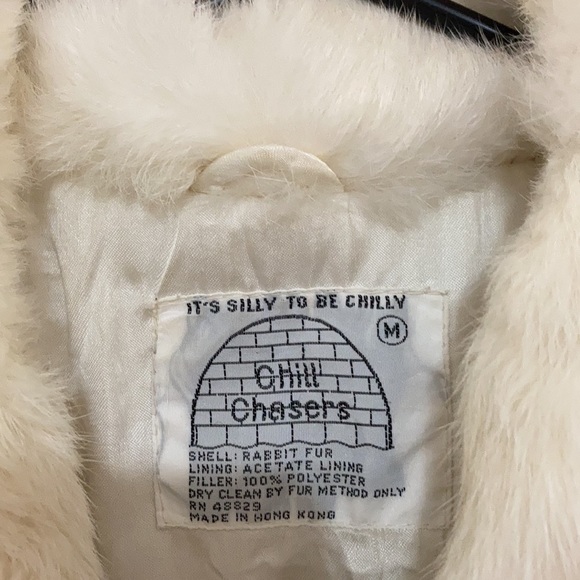 IT'S SILLY TO BE CHILLY
M
Chill
Chasers
SHELL: RABBIT FUR
LINING: ACETATE LINING
FILLER: 100% POLYESTER
DRY CLEAN BY FUR METHOD ONLY
RN 48829
MADE IN HONG KONG